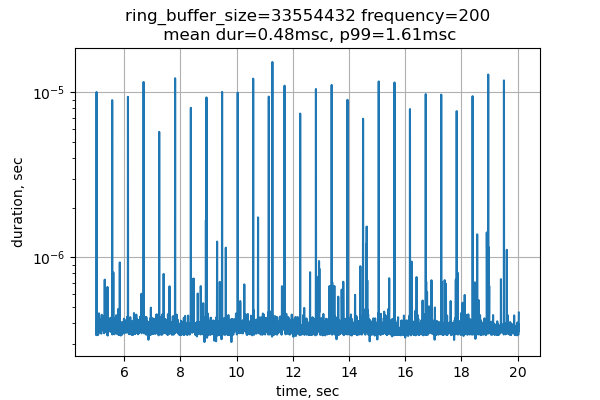 ring_buffer_size=33554432 frequency=200
mean dur=0.48msc, p99=1.61msc
duration, sec
10⁻⁵
10⁻⁶
6 8 10 12 14 16 18 20
time, sec